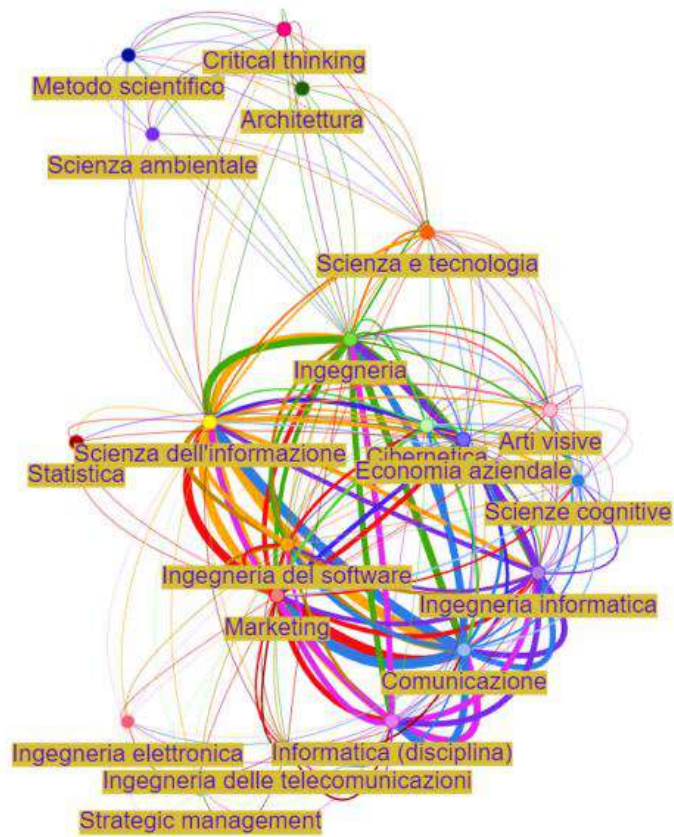 Critical thinking
Metodo scientifico
Architettura
Scienza ambientale
Scienza e tecnologia
Ingegneria
Arti visive
Scienza dell'informazione
Cibernetica
Statistica
Economia aziendale
Scienze cognitive
Ingegneria del software
Ingegneria informatica
Marketing
Comunicazione
Ingegneria elettronica
Informatica (disciplina)
Ingegneria delle telecomunicazioni
Strategic management